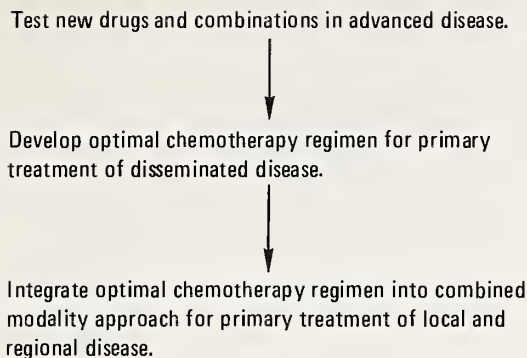 Test new drugs and combinations in advanced disease.
Develop optimal chemotherapy regimen for primary
treatment of disseminated disease.
Integrate optimal chemotherapy regimen into combined
modality approach for primary treatment of local and
regional disease.